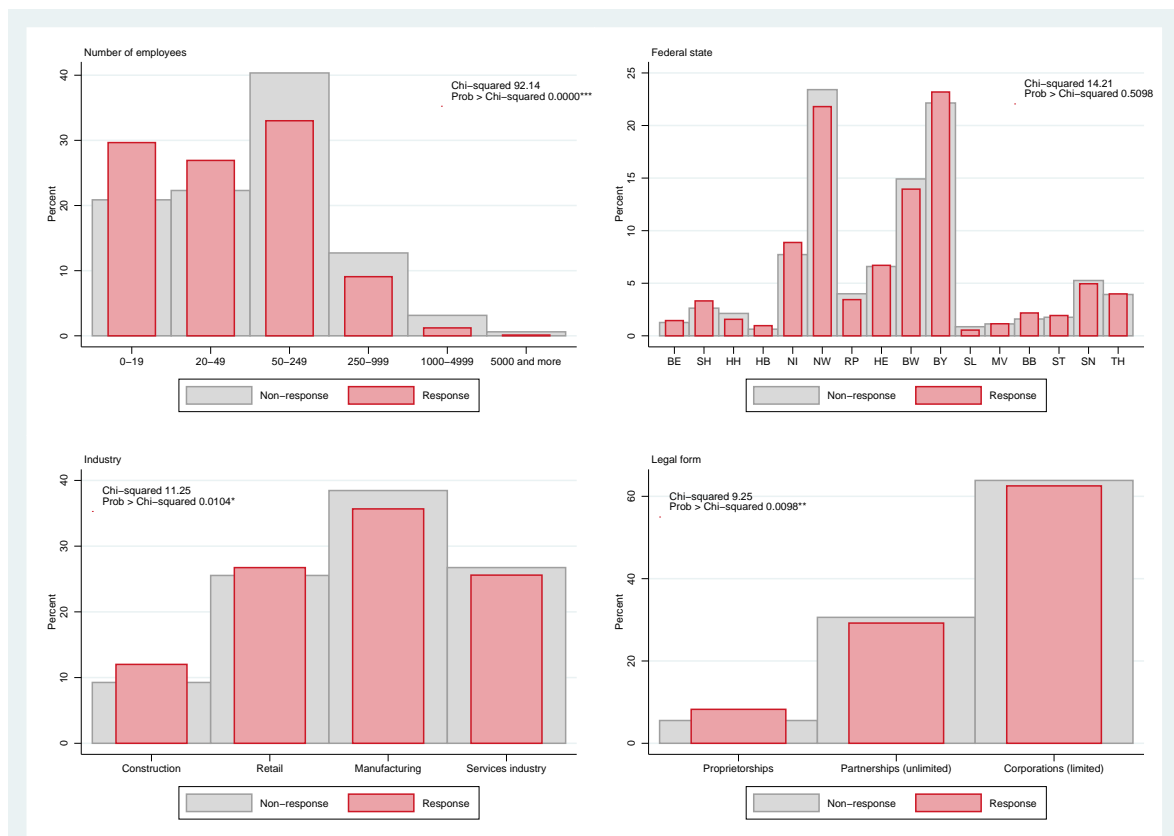 Number of employees
Chi−squared 92.14
Prob > Chi−squared 0.0000***
Percent
40
30
20
10
0
0−19 20−49 50−249 250−999 1000−4999 5000 and more
Non−response Response
Federal state
Chi−squared 14.21
Prob > Chi−squared 0.5098
Percent
25
20
15
10
5
0
BE SH HH HB NI NW RP HE BW BY SL MV BB ST SN TH
Non−response Response
Industry
Chi−squared 11.25
Prob > Chi−squared 0.0104*
Percent
40
30
20
10
0
Construction Retail Manufacturing Services industry
Non−response Response
Legal form
Chi−squared 9.25
Prob > Chi−squared 0.0098**
Percent
60
40
20
0
Proprietorships Partnerships (unlimited) Corporations (limited)
Non−response Response